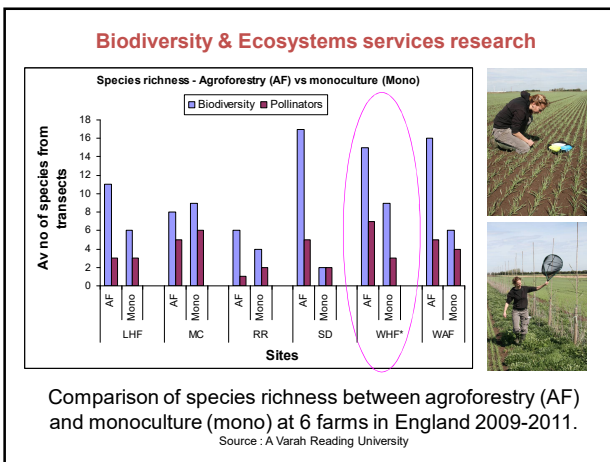 Biodiversity & Ecosystems services research
Species richness - Agroforestry (AF) vs monoculture (Mono)
Biodiversity Pollinators
Av no of species from
transects
18
16
14
12
10
8
6
4
2
0
AF Mono AF Mono AF Mono AF Mono AF Mono AF Mono
LHF MC RR SD WHF* WAF
Sites
Comparison of species richness between agroforestry (AF)
and monoculture (mono) at 6 farms in England 2009-2011.
Source : A Varah Reading University